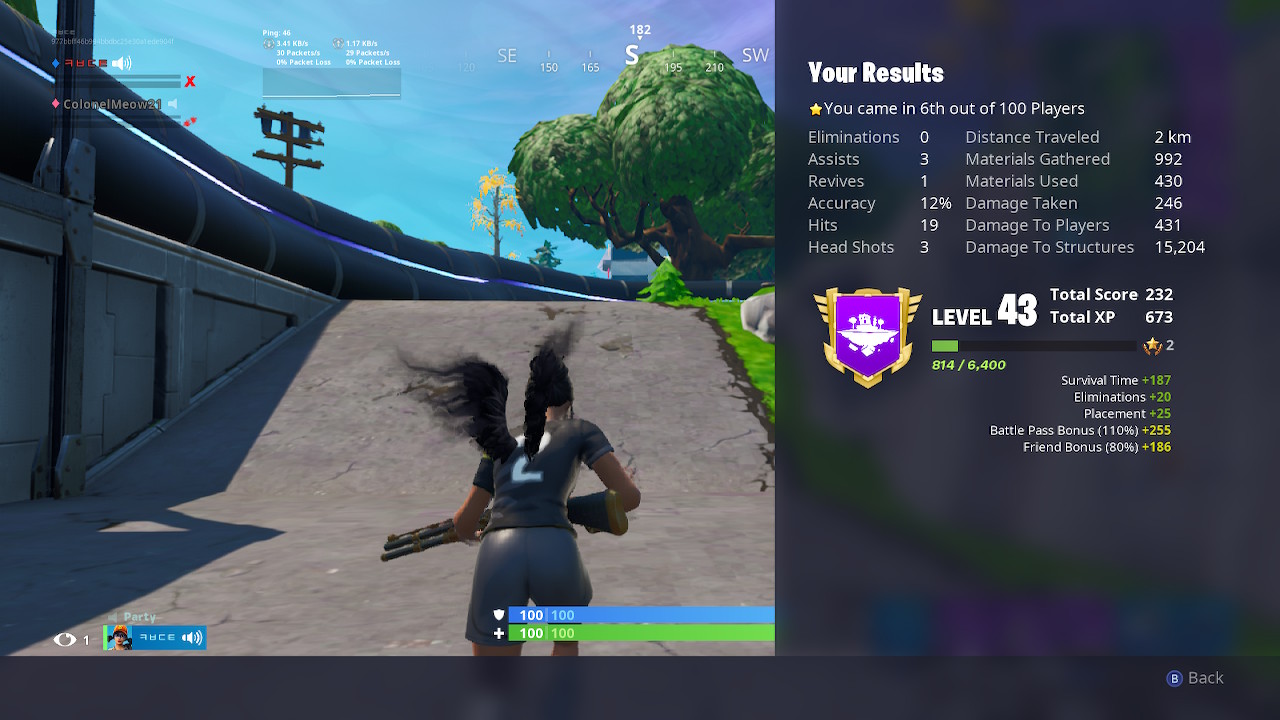 Ping: 46
3.41 KB/s 1.17 KB/s
30 Packets/s 29 Packets/s
0% Packet Loss 0% Packet Loss
182
120 SE 150 165 S 195 210 SW
ColonelMeow21
2
Party
1
100 100
100 100
Your Results
You came in 6th out of 100 Players
Eliminations 0 Distance Traveled 2 km
Assists 3 Materials Gathered 992
Revives 1 Materials Used 430
Accuracy 12% Damage Taken 246
Hits 19 Damage To Players 431
Head Shots 3 Damage To Structures 15,204
LEVEL 43 Total Score 232
Total XP 673
2
814 / 6,400
Survival Time +187
Eliminations +20
Placement +25
Battle Pass Bonus (110%) +255
Friend Bonus (80%) +186
B Back